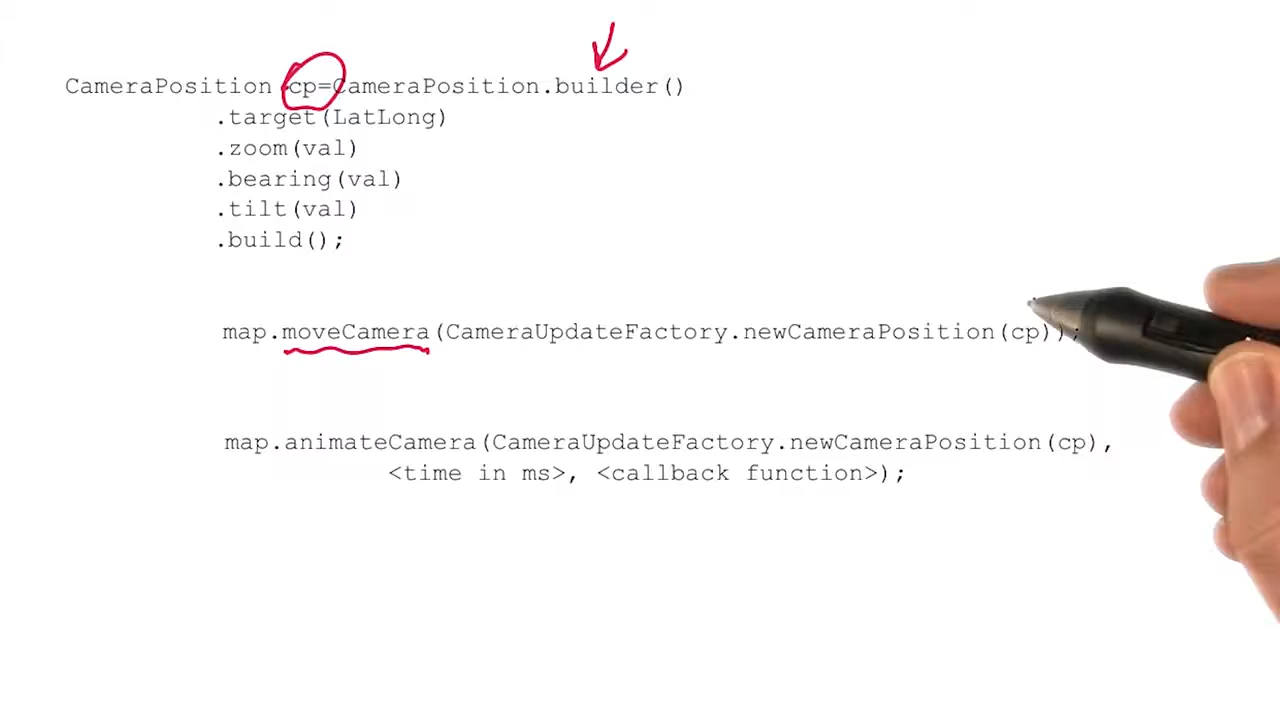 CameraPosition cp=CameraPosition.builder()
.target(LatLong)
.zoom(val)
.bearing(val)
.tilt(val)
.build();
map.moveCamera(CameraUpdateFactory.newCameraPosition(cp));
map.animateCamera(CameraUpdateFactory.newCameraPosition(cp),
<time in ms>, <callback function>);